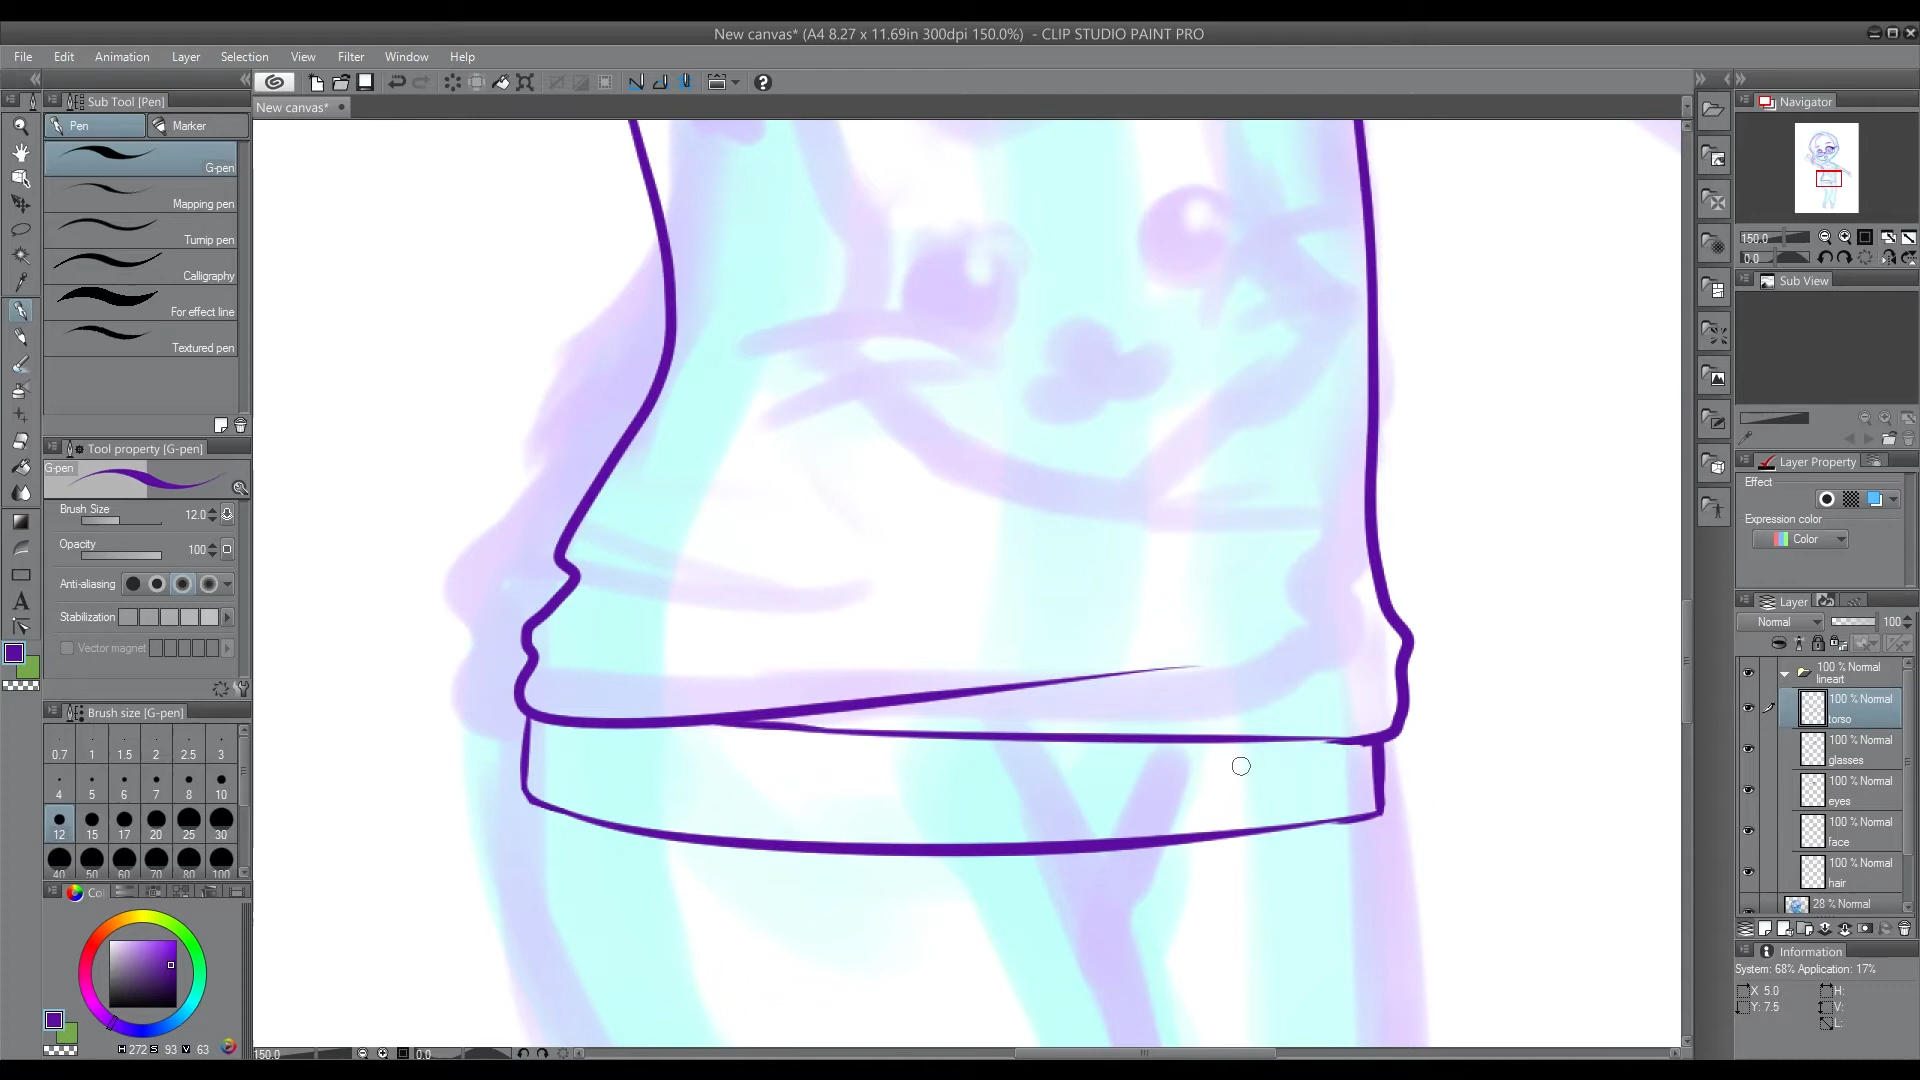 New canvas* (A4 8.27 x 11.69in 300dpi 150.0%) - CLIP STUDIO PAINT PRO
File Edit Animation Layer Selection View Filter Window Help
Sub Tool [Pen]
New canvas*
Pen Marker
G-pen
Mapping pen
Turnip pen
Calligraphy
For effect line
Textured pen
Tool property [G-pen]
G-pen
Brush Size 12.0
Opacity 100
Anti-aliasing
Stabilization
Vector magnet
Brush size [G-pen]
0.7 1 1.5 2 2.5 3
4 5 6 7 8 10
12 15 17 20 25 30
40 50 60 70 80 100
Co
H 272 S 93 V 63
150.0 0.0
Navigator
150.0
0.0
Sub View
Layer Property
Effect
Expression color
Color
Layer
Normal 100
100 % Normal
lineart
100 % Normal
torso
100 % Normal
glasses
100 % Normal
eyes
100 % Normal
face
100 % Normal
hair
28 % Normal
Information
System: 68% Application: 17%
X 5.0 H:
Y: 7.5 V:
L: